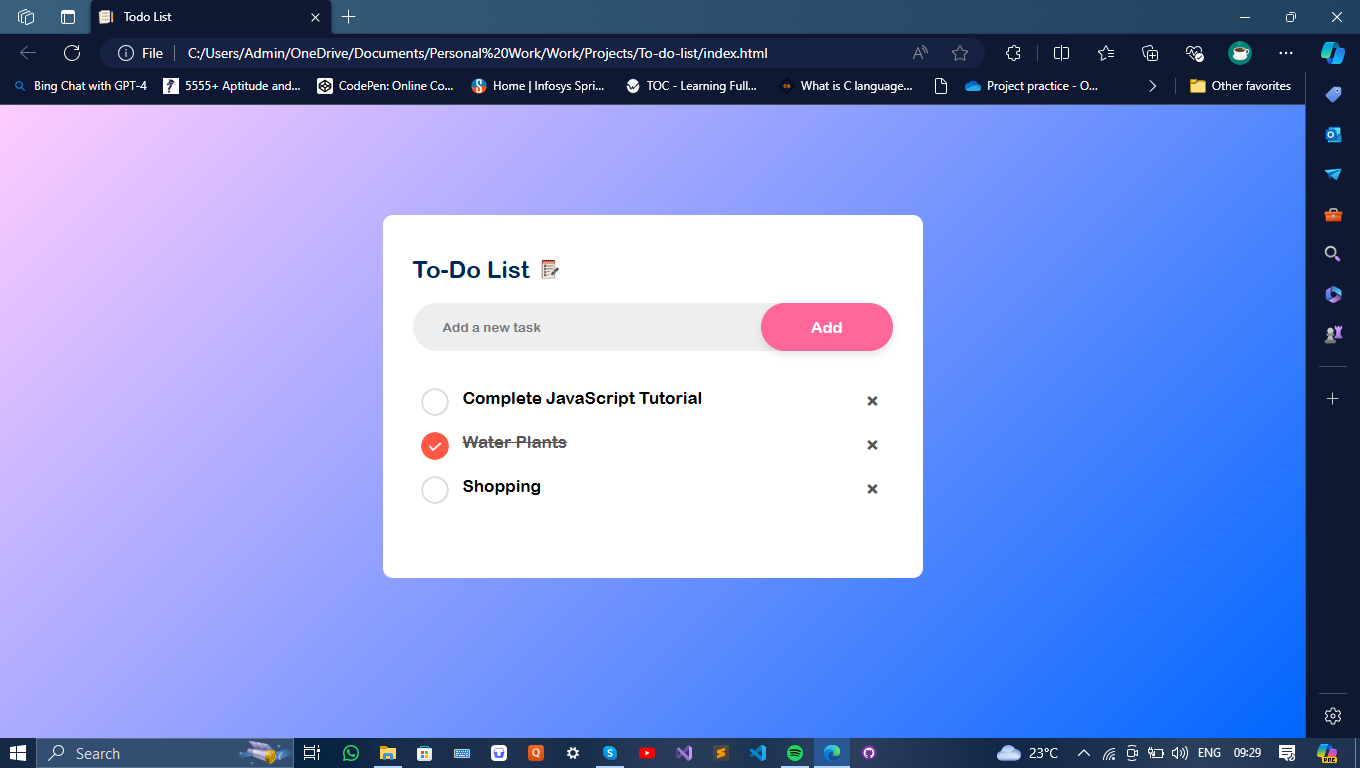 Todo List
File
C:/Users/Admin/OneDrive/Documents/Personal%20Work/Work/Projects/To-do-list/index.html
Bing Chat with GPT-4
5555+ Aptitude and...
CodePen: Online Co...
Home | Infosys Spri...
TOC - Learning Full...
What is C language...
Project practice - O...
Other favorites
To-Do List
Add a new task
Add
Complete JavaScript Tutorial
Water Plants
Shopping
Search
23°C
ENG
09:29
PRE